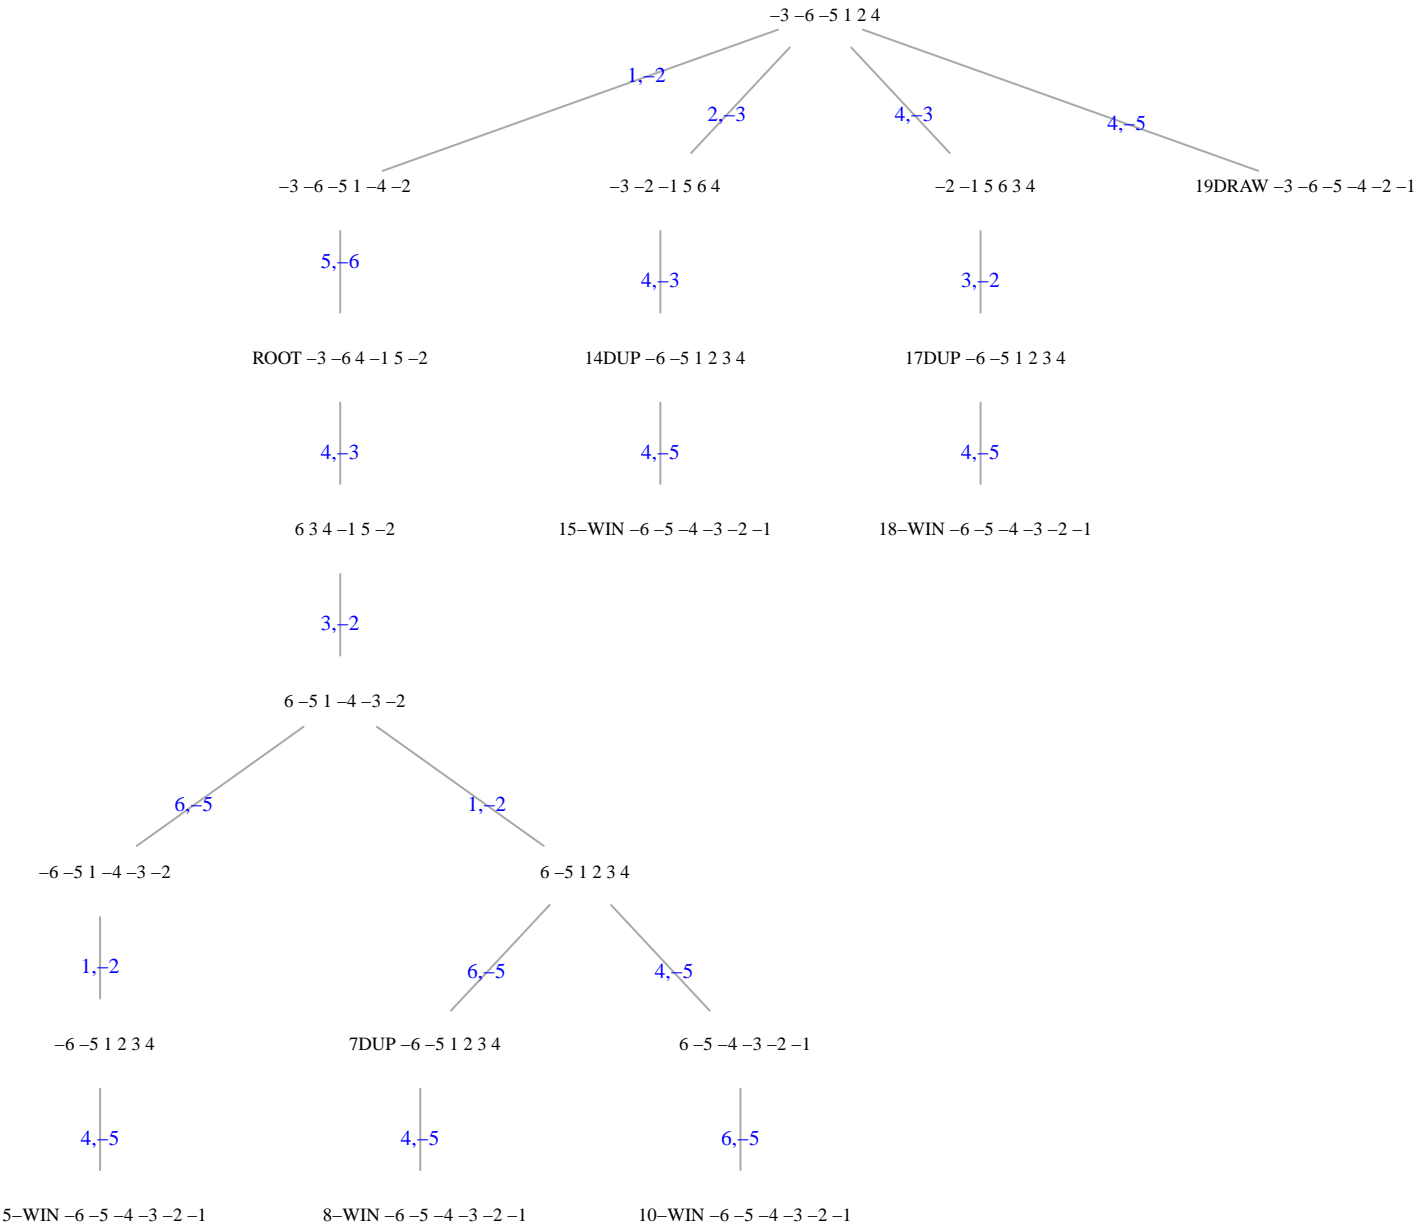 –3 –6 –5 1 2 4
1,–2
2,–3
4,–3
4,–5
–3 –6 –5 1 –4 –2
–3 –2 –1 5 6 4
–2 –1 5 6 3 4
19DRAW –3 –6 –5 –4 –2 –1
5,–6
4,–3
3,–2
ROOT –3 –6 4 –1 5 –2
14DUP –6 –5 1 2 3 4
17DUP –6 –5 1 2 3 4
4,–3
4,–5
4,–5
6 3 4 –1 5 –2
15–WIN –6 –5 –4 –3 –2 –1
18–WIN –6 –5 –4 –3 –2 –1
3,–2
6 –5 1 –4 –3 –2
6,–5
1,–2
–6 –5 1 –4 –3 –2
6 –5 1 2 3 4
1,–2
6,–5
4,–5
–6 –5 1 2 3 4
7DUP –6 –5 1 2 3 4
6 –5 –4 –3 –2 –1
4,–5
4,–5
6,–5
5–WIN –6 –5 –4 –3 –2 –1
8–WIN –6 –5 –4 –3 –2 –1
10–WIN –6 –5 –4 –3 –2 –1